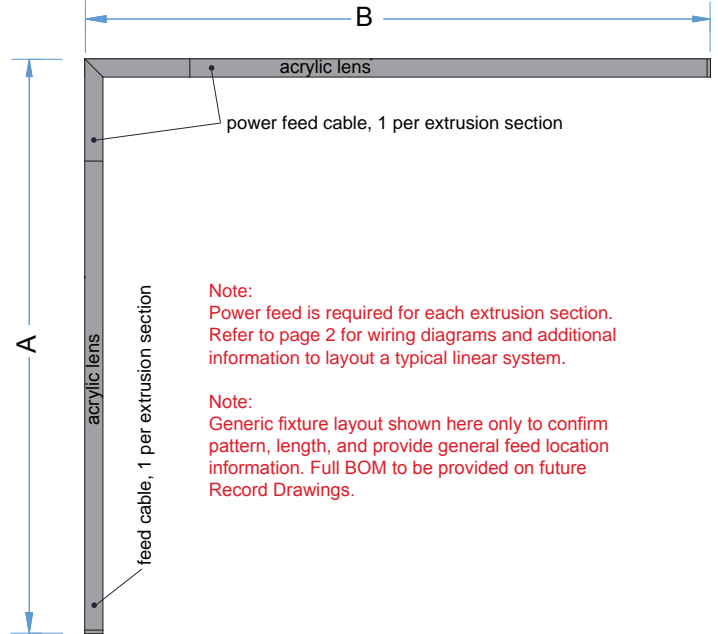 B
acrylic lens
power feed cable, 1 per extrusion section
A
acrylic lens
feed cable, 1 per extrusion section
Note:
Power feed is required for each extrusion section.
Refer to page 2 for wiring diagrams and additional
information to layout a typical linear system.
Note:
Generic fixture layout shown here only to confirm
pattern, length, and provide general feed location
information. Full BOM to be provided on future
Record Drawings.